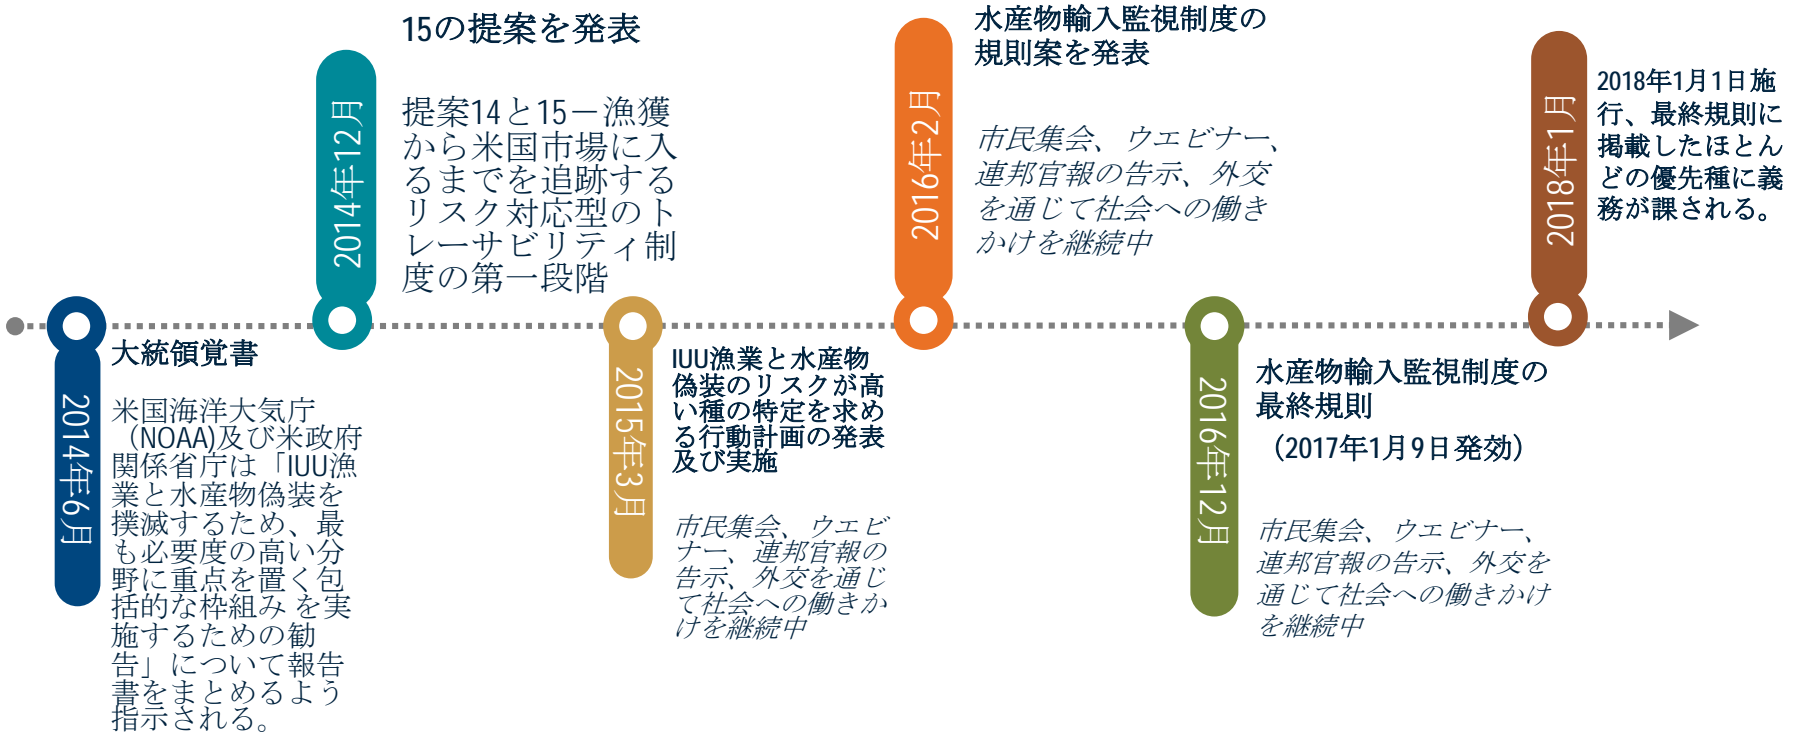 2014年6月
大統領覚書
米国海洋大気庁
（NOAA)及び米政府
関係省庁は「IUU漁
業と水産物偽装を
撲滅するため、最
も必要度の高い分
野に重点を置く包
括的な枠組み を実
施するための勧
告」について報告
書をまとめるよう
指示される。
2014年12月
15の提案を発表
提案14と15－漁獲
から米国市場に入
るまでを追跡する
リスク対応型のト
レーサビリティ制
度の第一段階
2015年3月
IUU漁業と水産物
偽装のリスクが高
い種の特定を求め
る行動計画の発表
及び実施
市民集会、ウエビ
ナー、連邦官報の
告示、外交を通じ
て社会への働きか
けを継続中
2016年2月
水産物輸入監視制度の
規則案を発表
市民集会、ウエビナー、
連邦官報の告示、外交
を通じて社会への働き
かけを継続中
2016年12月
水産物輸入監視制度の
最終規則
（2017年1月9日発効）
市民集会、ウエビナー、
連邦官報の告示、外交を
通じて社会への働きかけ
を継続中
2018年1月
2018年1月1日施
行、最終規則に
掲載したほとん
どの優先種に義
務が課される。